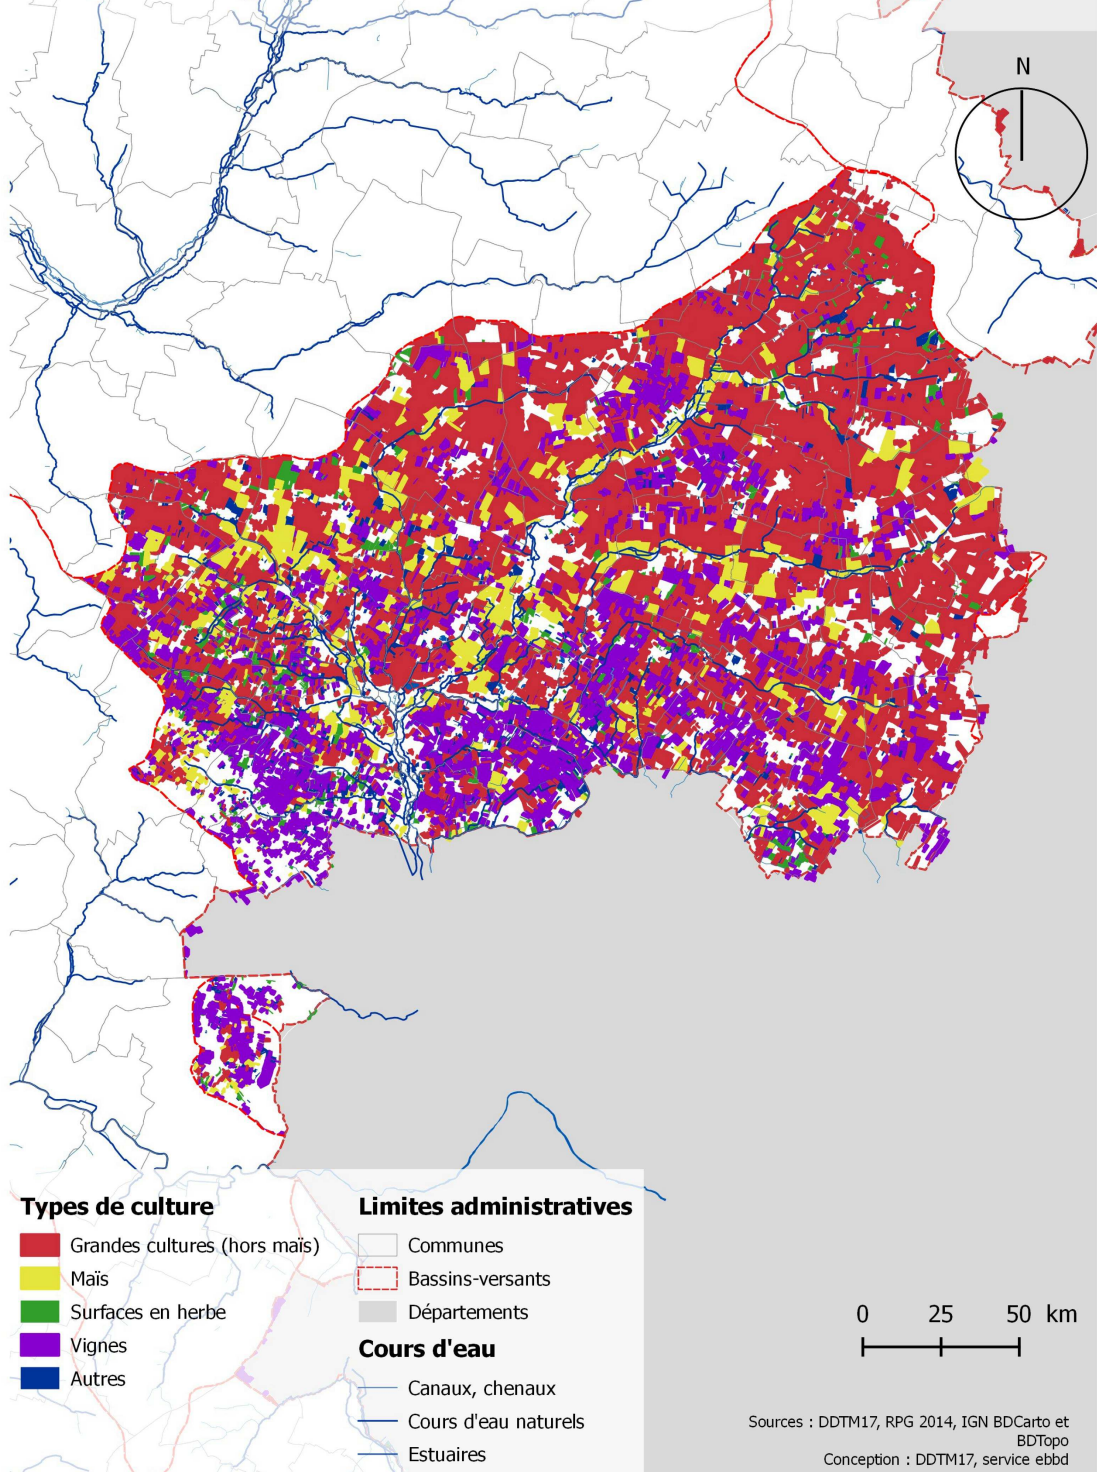 N
Types de culture
Grandes cultures (hors maïs)
Maïs
Surfaces en herbe
Vignes
Autres
Limites administratives
Communes
Bassins-versants
Départements
Cours d'eau
Canaux, chenaux
Cours d'eau naturels
Estuaires
0 25 50 km
Sources : DDTM17, RPG 2014, IGN BDCarto et
BDTopo
Conception : DDTM17, service ebbd